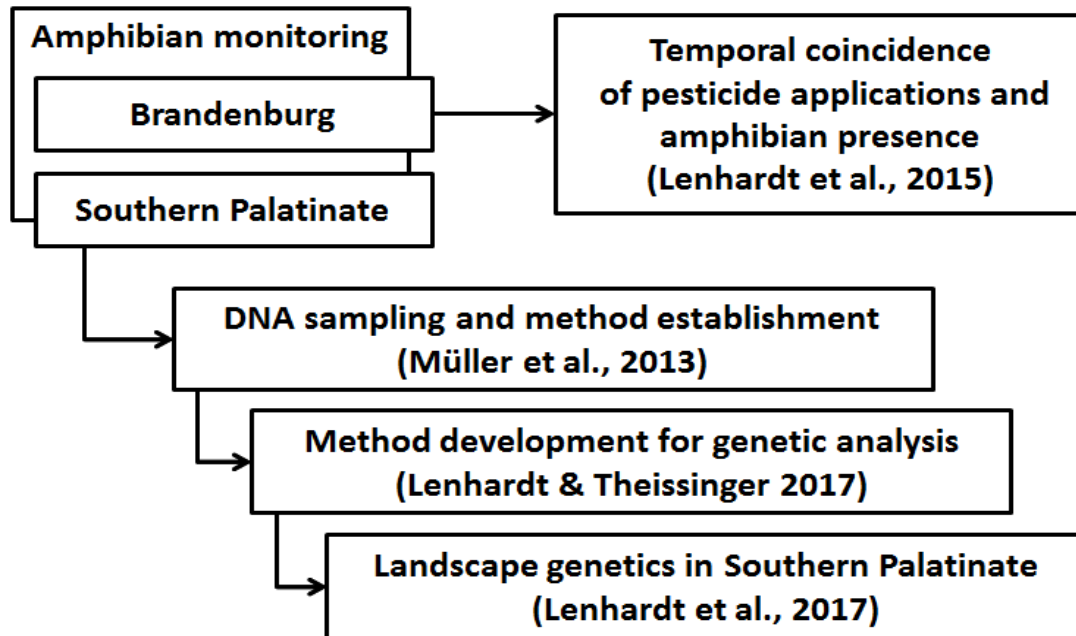 Amphibian monitoring
Brandenburg
Southern Palatinate
Temporal coincidence
of pesticide applications and
amphibian presence
(Lenhardt et al., 2015)
DNA sampling and method establishment
(Müller et al., 2013)
Method development for genetic analysis
(Lenhardt & Theissinger 2017)
Landscape genetics in Southern Palatinate
(Lenhardt et al., 2017)